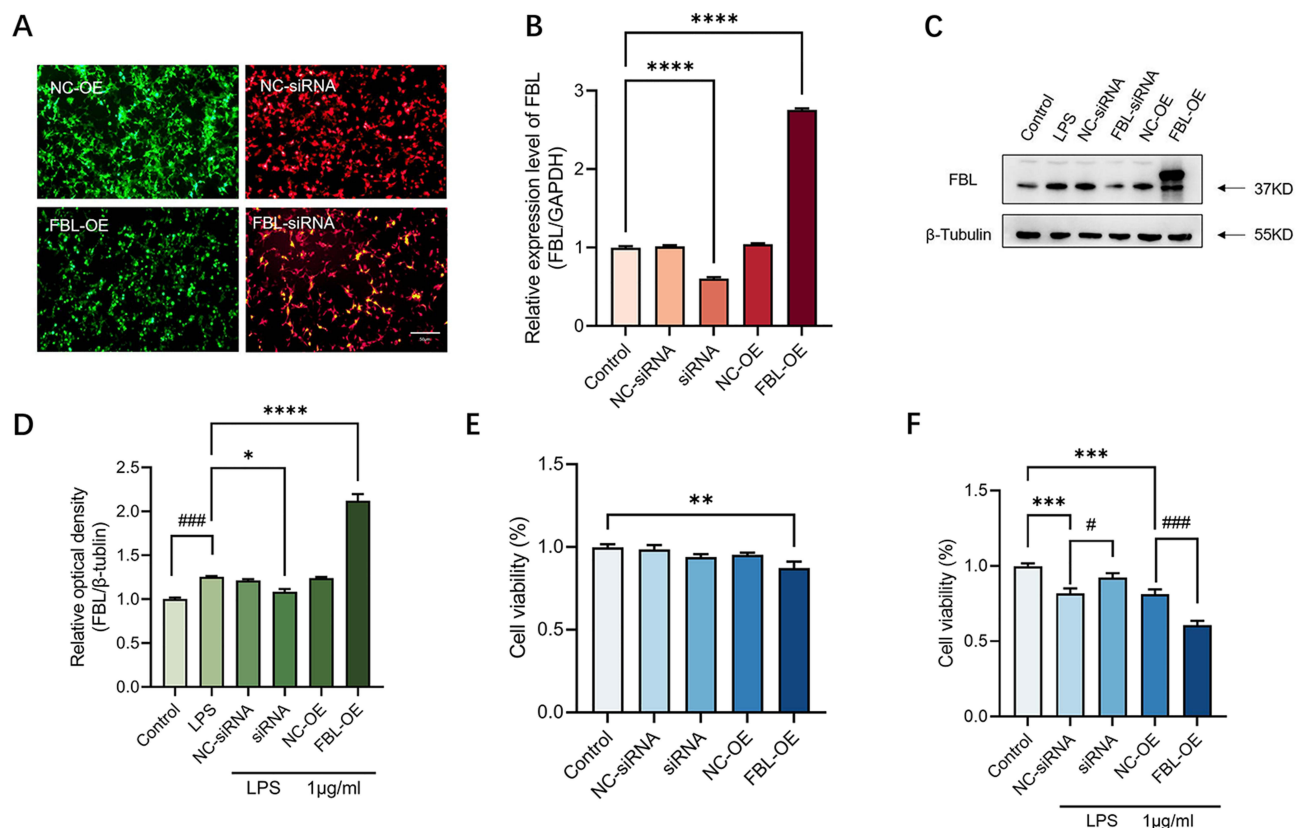 A
NC-OE
NC-siRNA
FBL-OE
FBL-siRNA
B
Relative expression level of FBL
(FBL/GAPDH)
****
****
3
2
1
0
Control
NC-siRNA
siRNA
NC-OE
FBL-OE
C
Control
LPS
NC-siRNA
FBL-siRNA
NC-OE
FBL-OE
FBL
37KD
β-Tubulin
55KD
D
Relative optical density
(FBL/β-tublin)
****
*
###
2.5
2.0
1.5
1.0
0.5
0.0
Control
LPS
NC-siRNA
siRNA
NC-OE
FBL-OE
LPS 1μg/ml
E
Cell viability (%)
**
1.5
1.0
0.5
0.0
Control
NC-siRNA
siRNA
NC-OE
FBL-OE
F
Cell viability (%)
***
***
#
###
1.5
1.0
0.5
0.0
Control
NC-siRNA
siRNA
NC-OE
FBL-OE
LPS 1μg/ml